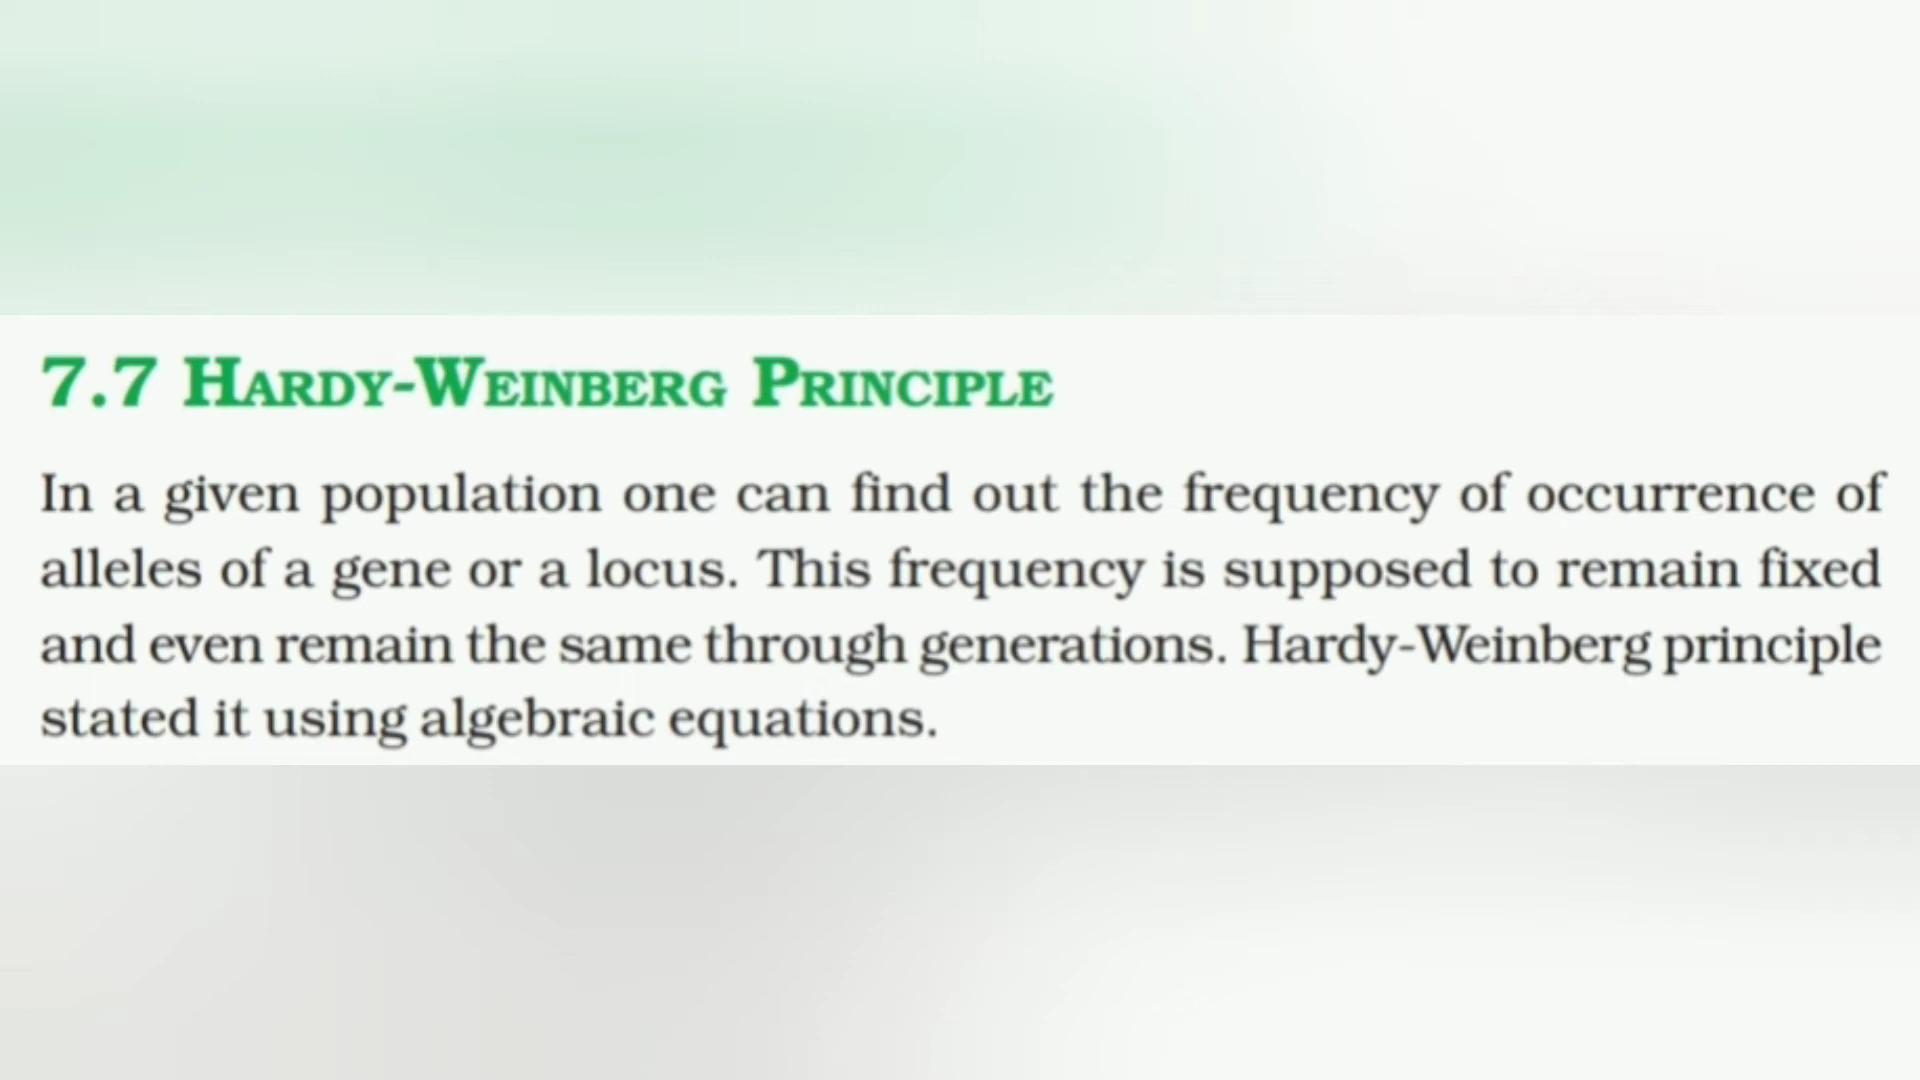 7.7 HARDY-WEINBERG PRINCIPLE
In a given population one can find out the frequency of occurrence of
alleles of a gene or a locus. This frequency is supposed to remain fixed
and even remain the same through generations. Hardy-Weinberg principle
stated it using algebraic equations.